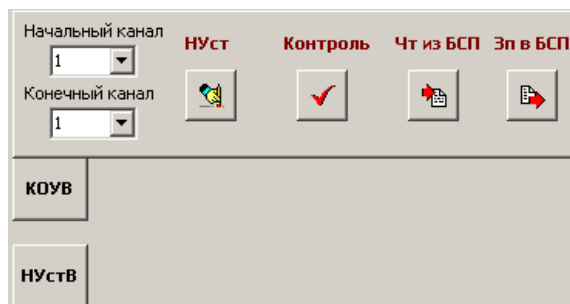 Начальный канал
1
Конечный канал
1
НУст
Контроль
Чт из БСП
Зп в БСП
КОУВ
НУстВ